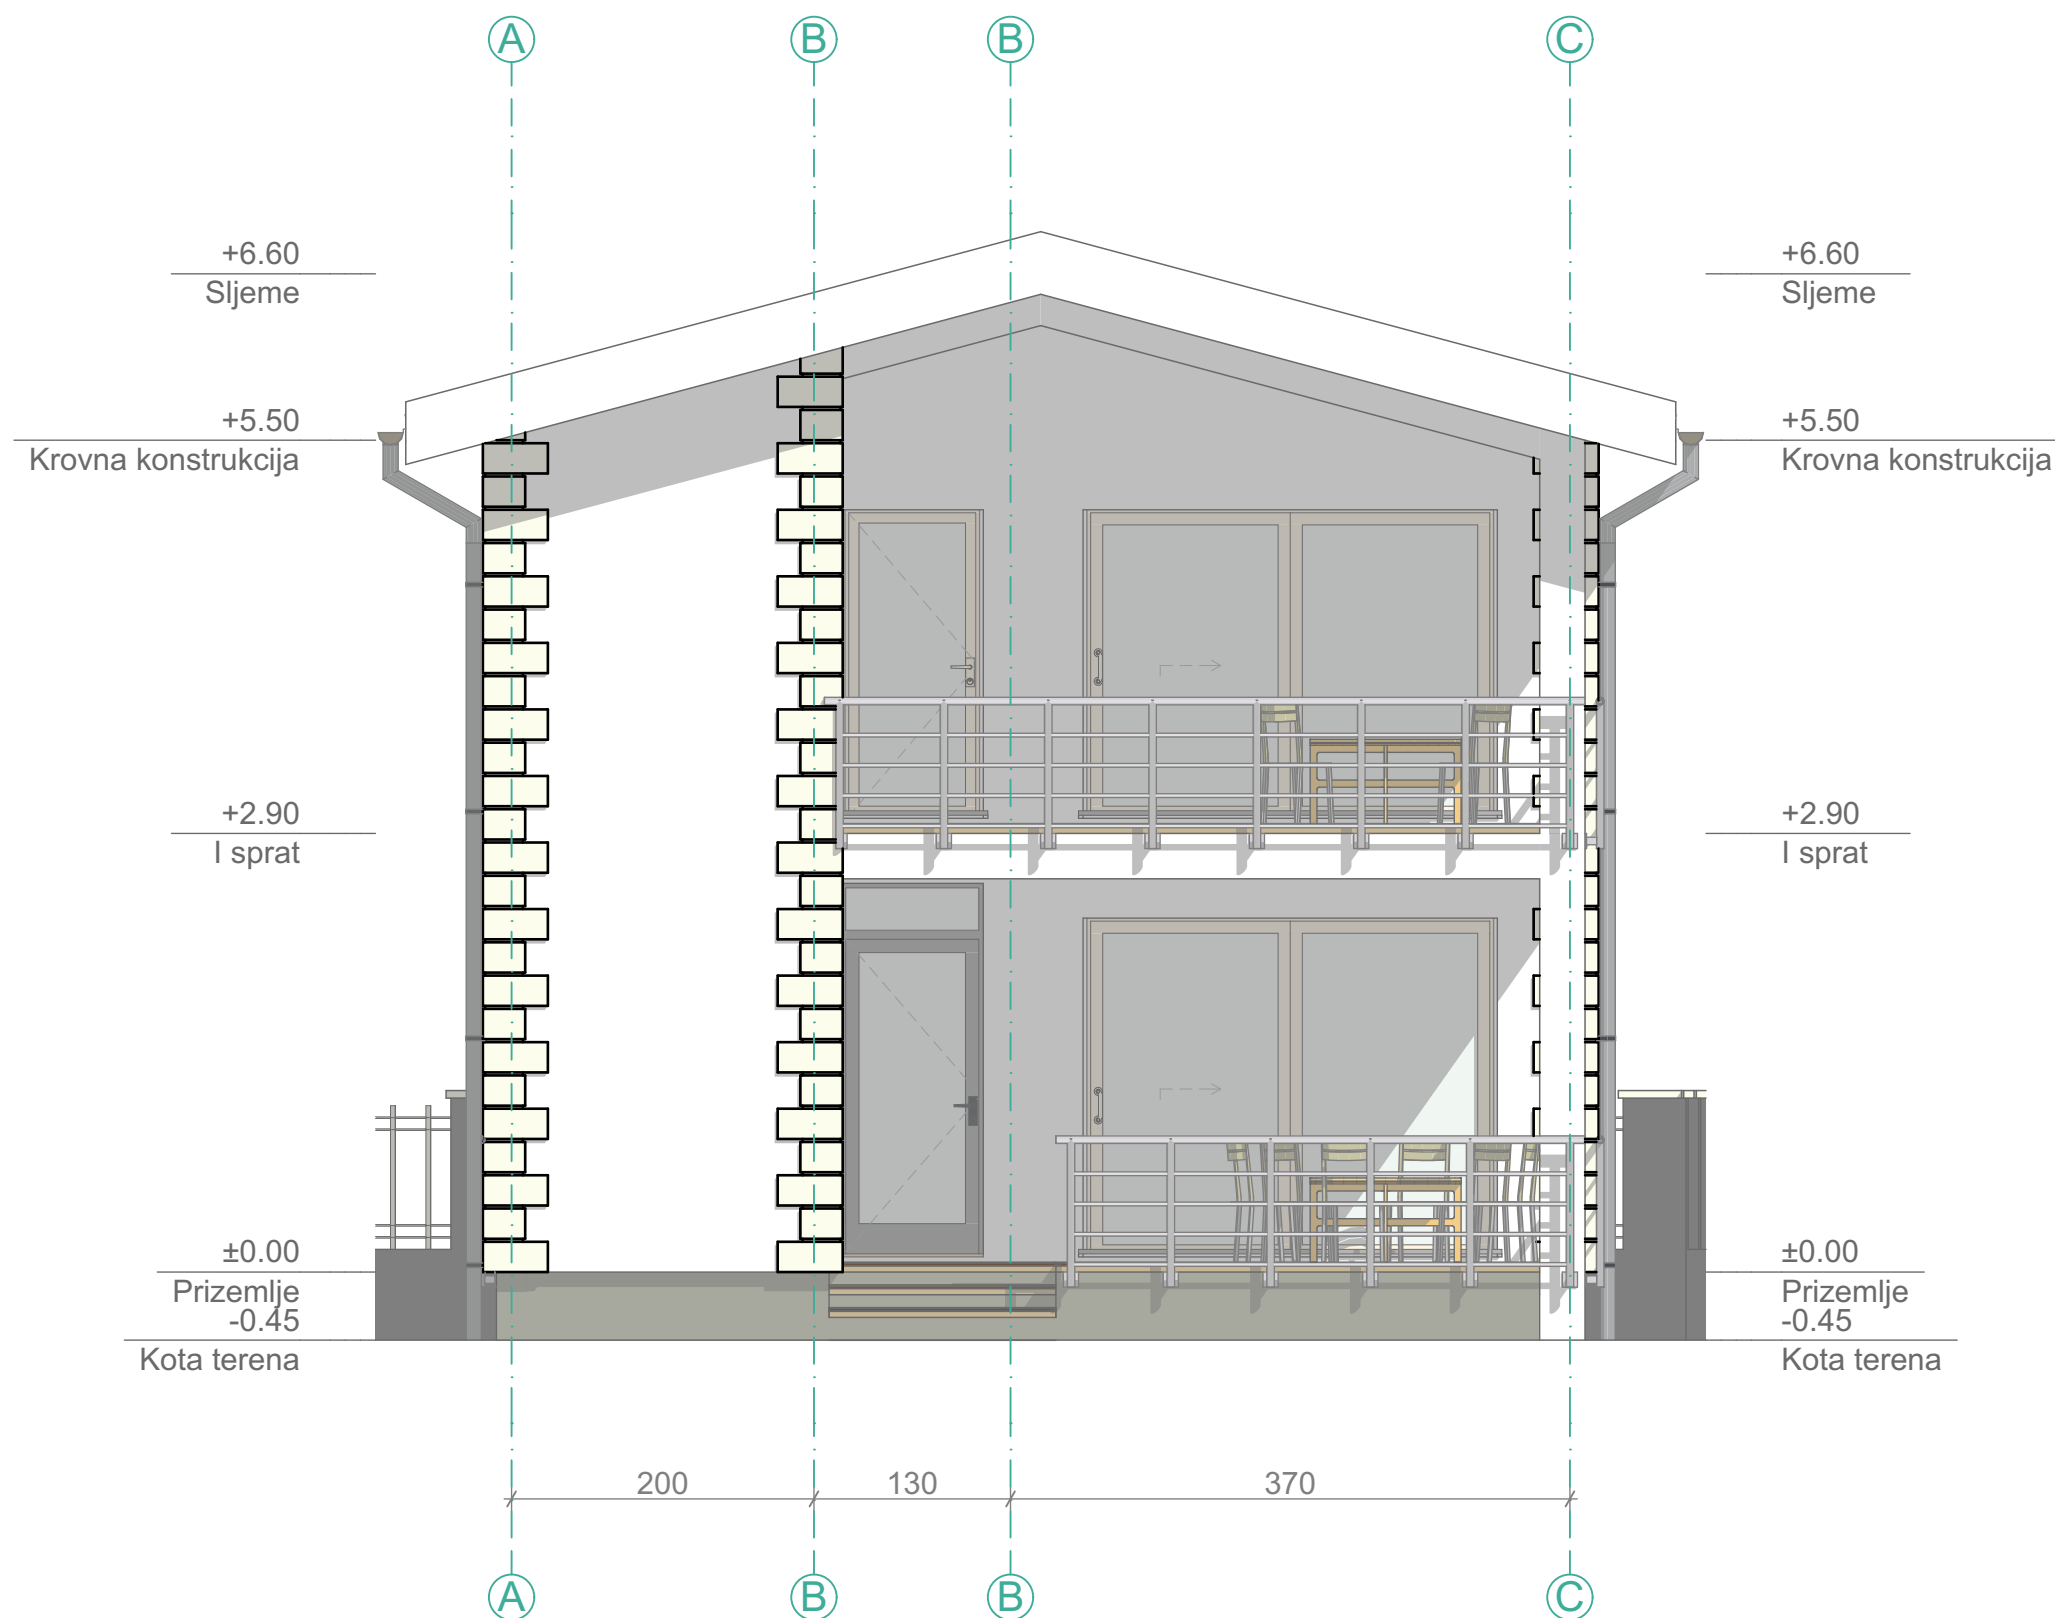 A B B C
+6.60
Sljeme
+6.60
Sljeme
+5.50
Krovna konstrukcija
+5.50
Krovna konstrukcija
+2.90
I sprat
+2.90
I sprat
±0.00
Prizemlje
-0.45
Kota terena
±0.00
Prizemlje
-0.45
Kota terena
200 130 370
A B B C